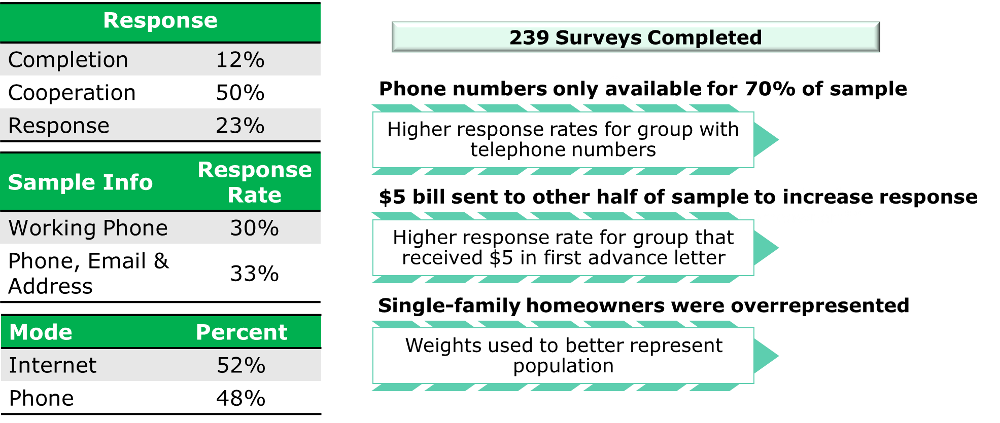 Response
Completion 12%
Cooperation 50%
Response 23%
Sample Info Response Rate
Working Phone 30%
Phone, Email & Address 33%
Mode Percent
Internet 52%
Phone 48%
239 Surveys Completed
Phone numbers only available for 70% of sample
Higher response rates for group with
telephone numbers
$5 bill sent to other half of sample to increase response
Higher response rate for group that
received $5 in first advance letter
Single-family homeowners were overrepresented
Weights used to better represent
population